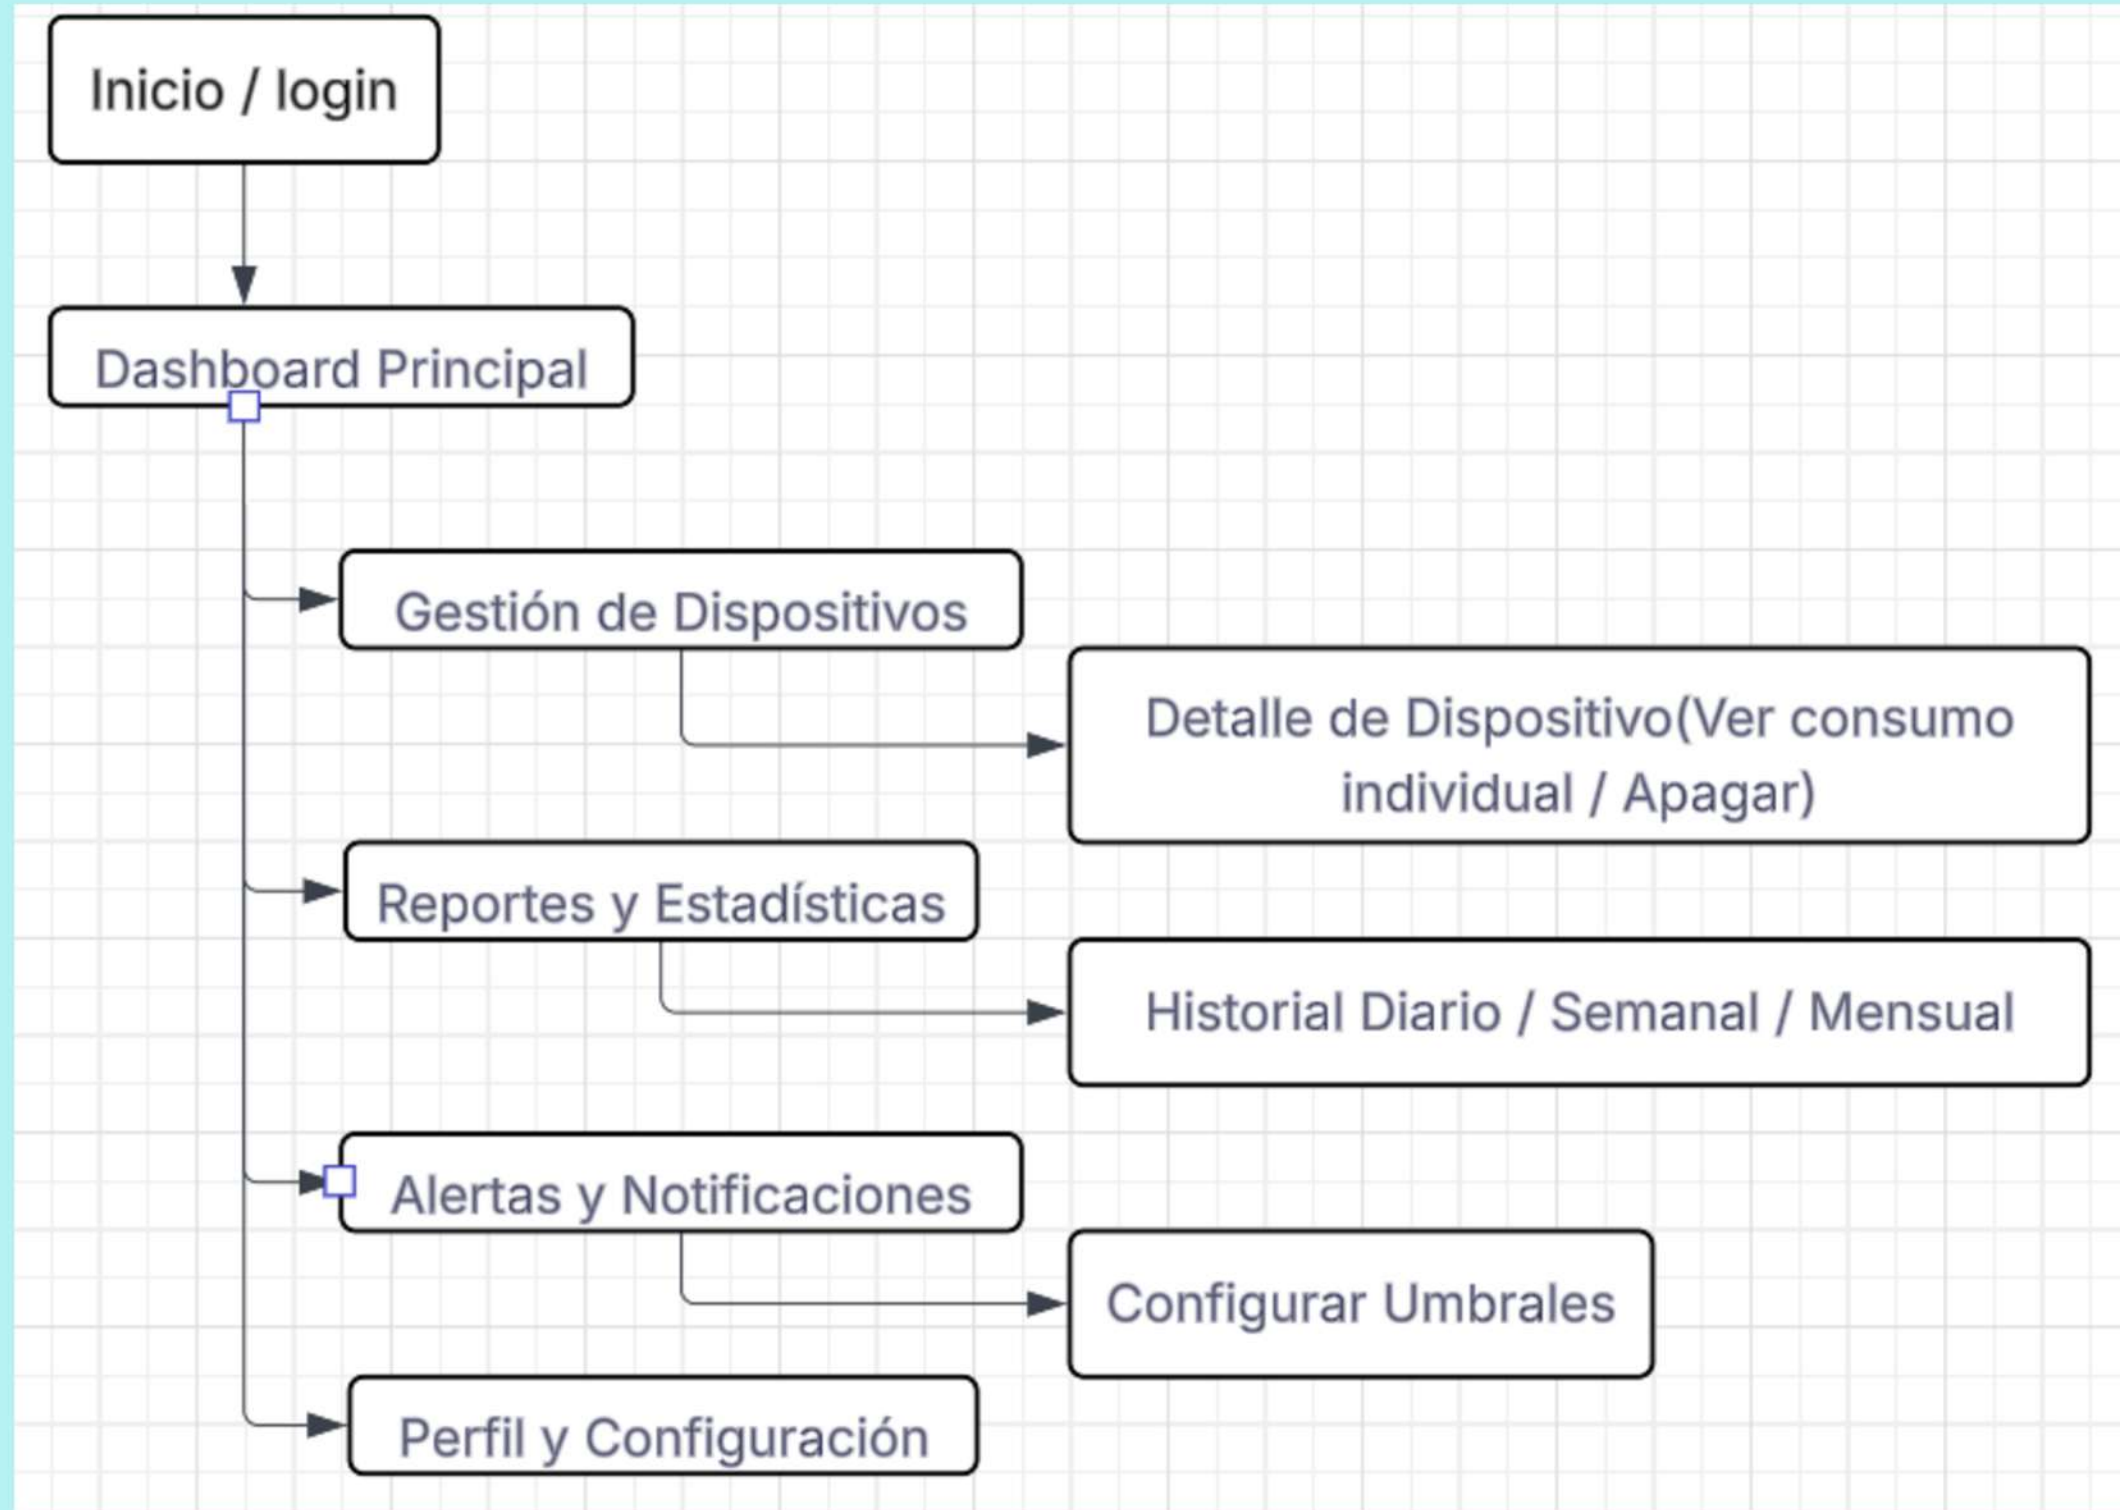 Inicio / login
Dashboard Principal
Gestión de Dispositivos
Detalle de Dispositivo(Ver consumo
individual / Apagar)
Reportes y Estadísticas
Historial Diario / Semanal / Mensual
Alertas y Notificaciones
Configurar Umbrales
Perfil y Configuración